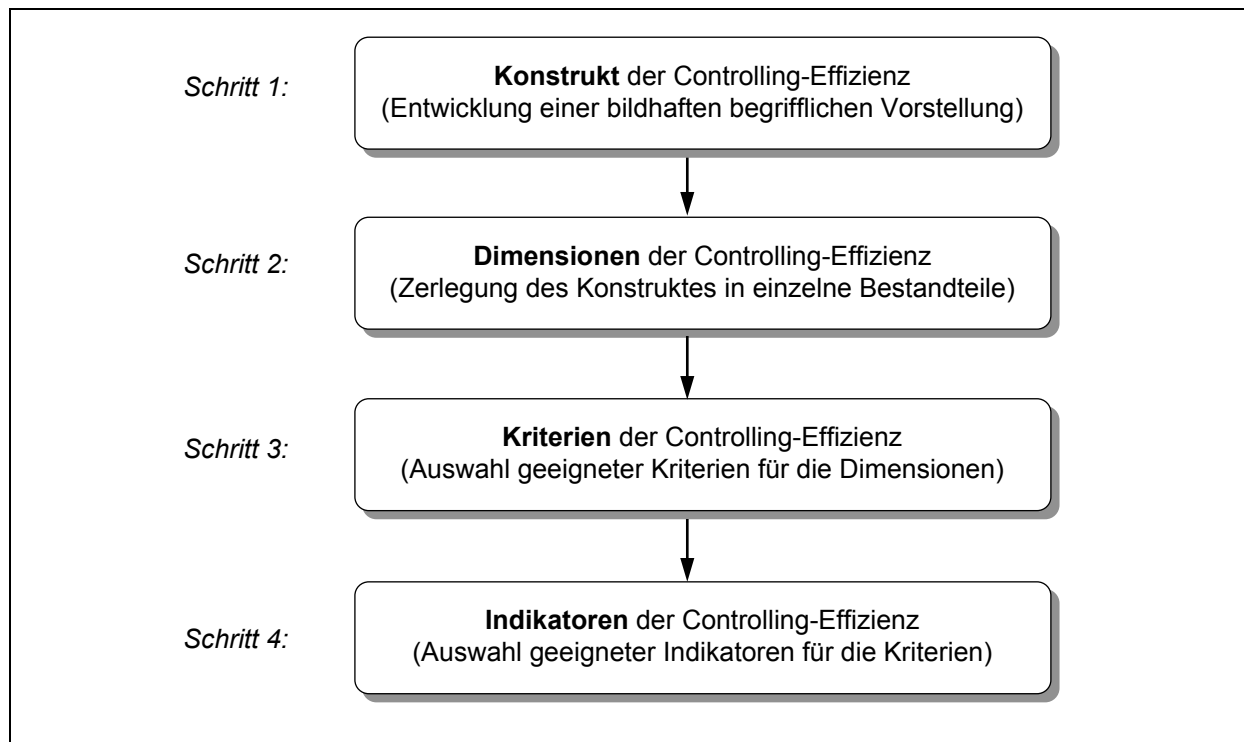 Schritt 1:
Konstrukt der Controlling-Effizienz
(Entwicklung einer bildhaften begrifflichen Vorstellung)
Schritt 2:
Dimensionen der Controlling-Effizienz
(Zerlegung des Konstruktes in einzelne Bestandteile)
Schritt 3:
Kriterien der Controlling-Effizienz
(Auswahl geeigneter Kriterien für die Dimensionen)
Schritt 4:
Indikatoren der Controlling-Effizienz
(Auswahl geeigneter Indikatoren für die Kriterien)